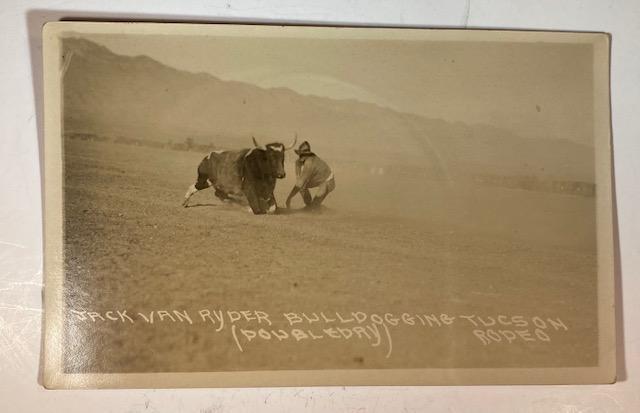 JACK VAN RYDER BULLDOGGING TUCSON
(DOUBLEDAY) RODEO